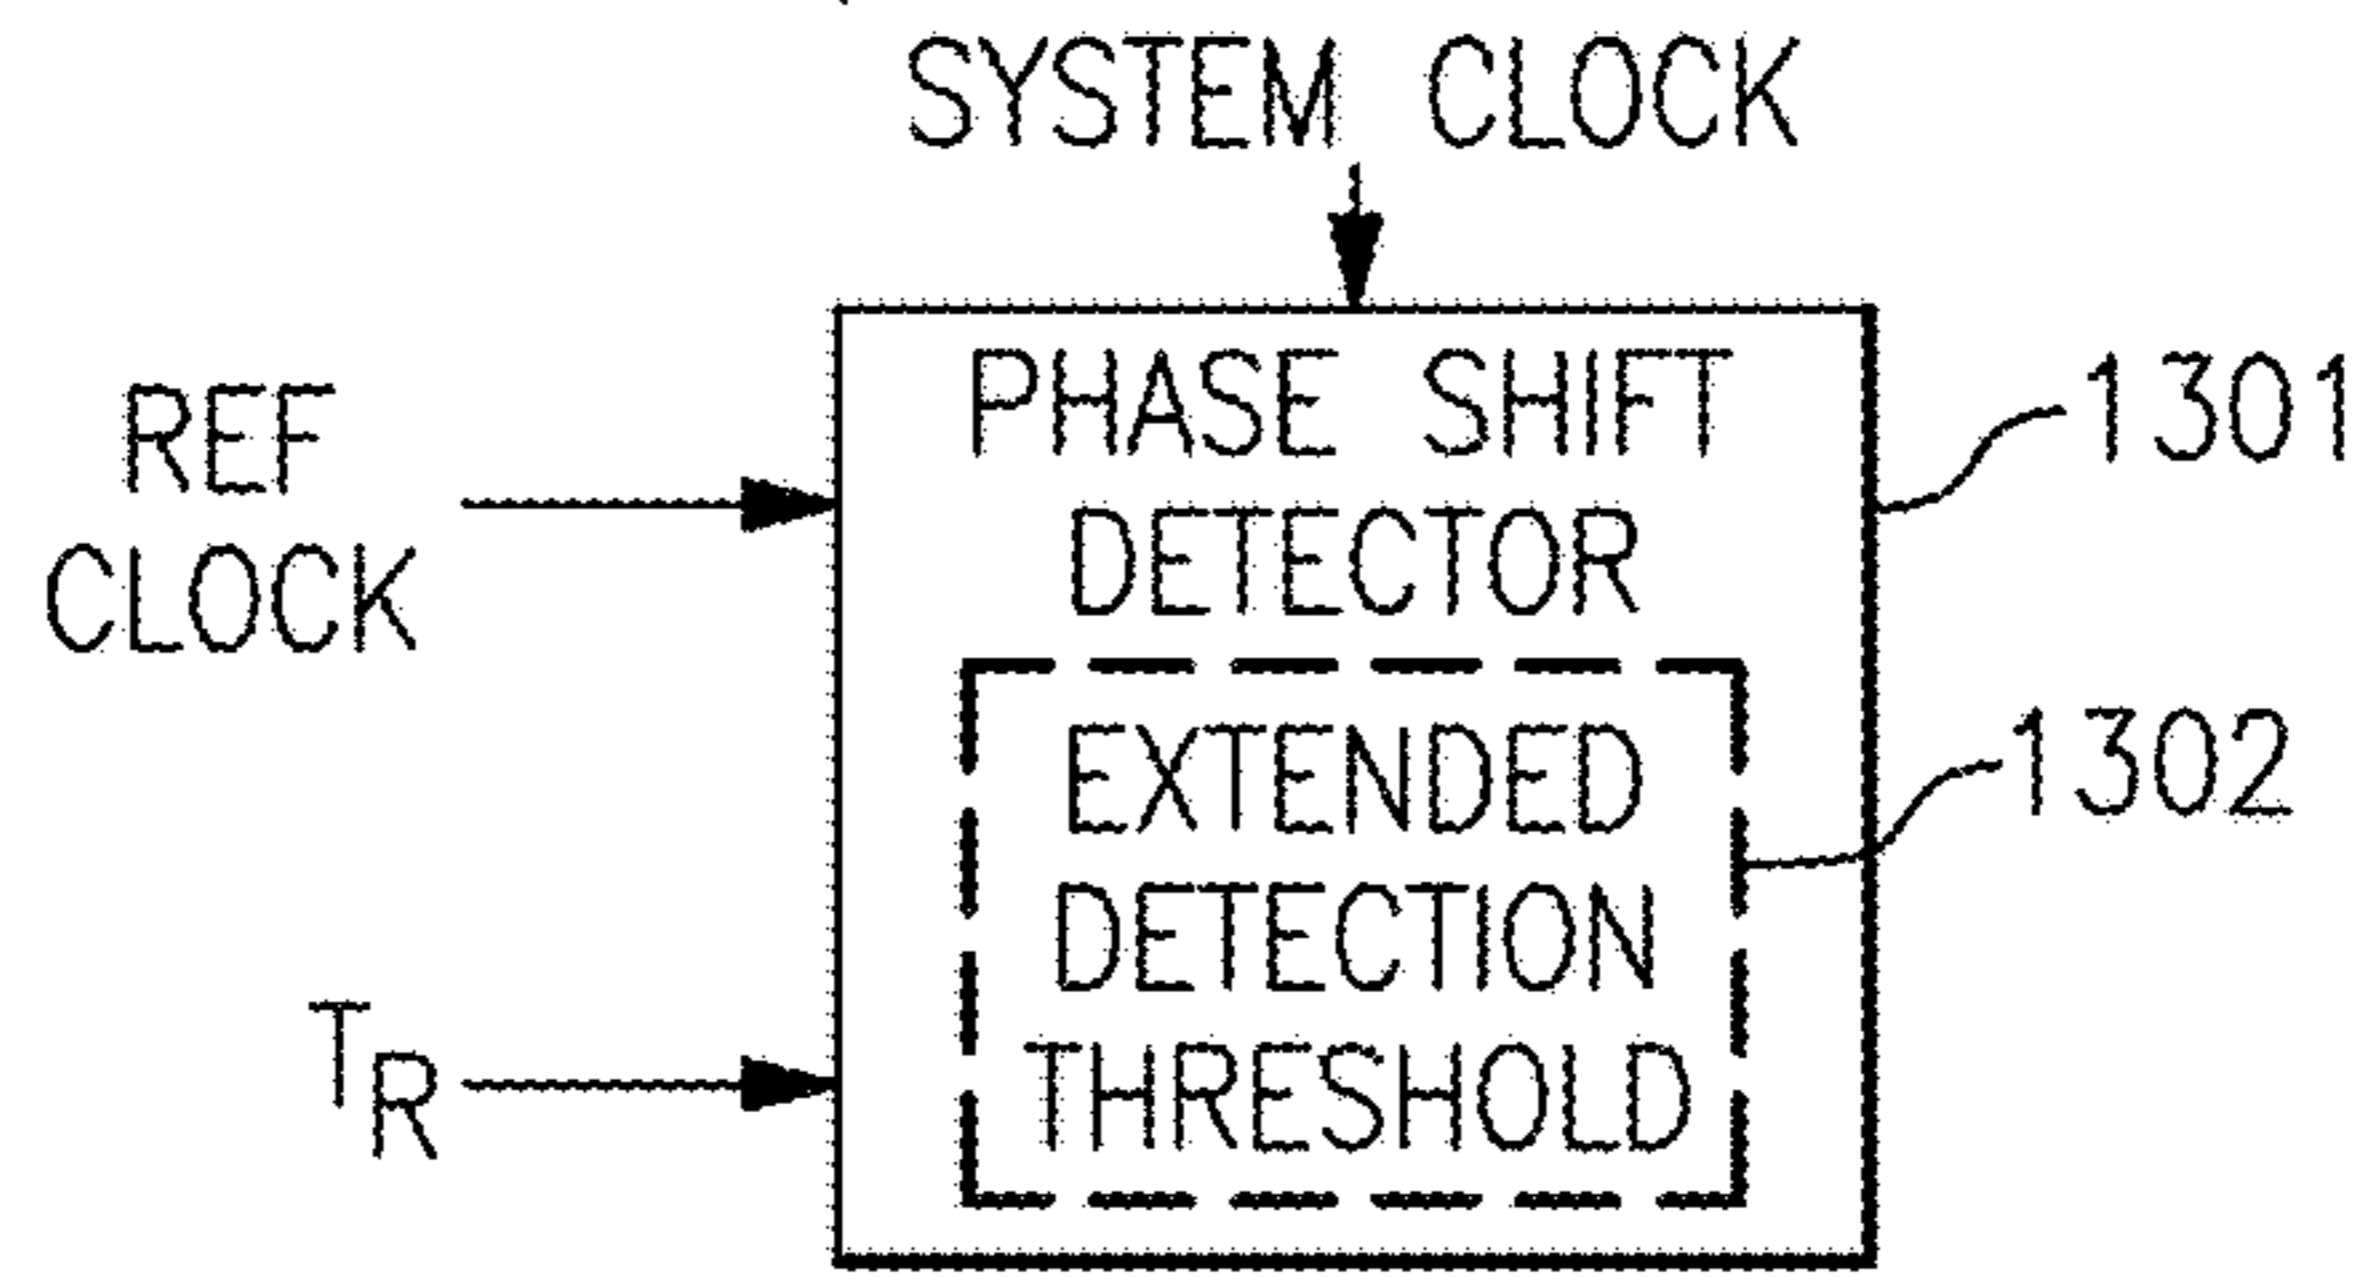 SYSTEM CLOCK
REF
CLOCK
PHASE SHIFT
DETECTOR
1301
EXTENDED
DETECTION
THRESHOLD
1302
TR